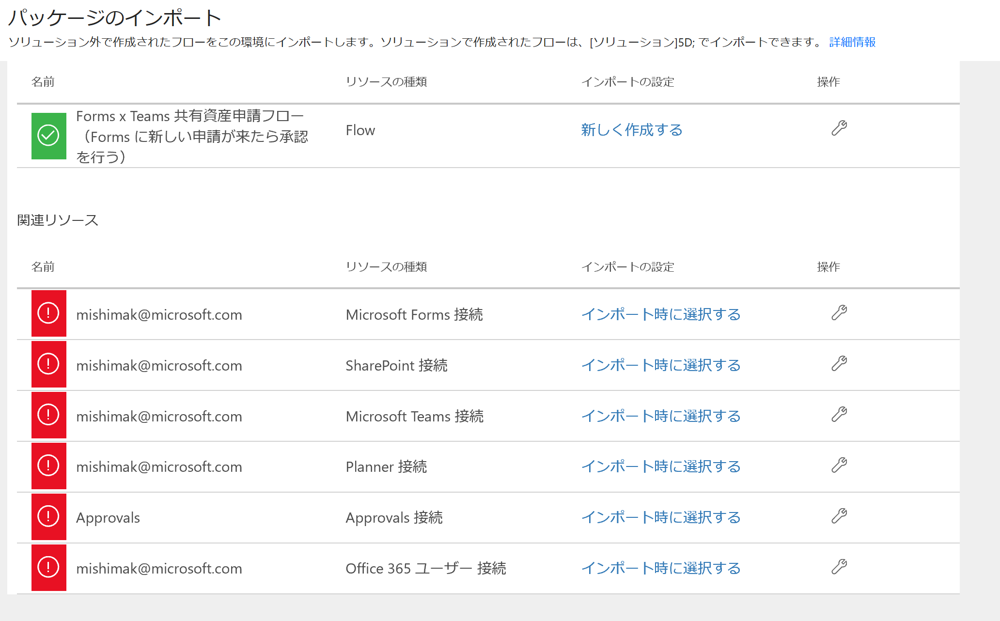 パッケージのインポート
ソリューション外で作成されたフローをこの環境にインポートします。ソリューションで作成されたフローは、[ソリューション]5D; でインポートできます。 詳細情報
名前 リソースの種類 インポートの設定 操作
Forms x Teams 共有資産申請フロー
（Forms に新しい申請が来たら承認
を行う）
Flow 新しく作成する
関連リソース
名前 リソースの種類 インポートの設定 操作
mishimak@microsoft.com Microsoft Forms 接続 インポート時に選択する
mishimak@microsoft.com SharePoint 接続 インポート時に選択する
mishimak@microsoft.com Microsoft Teams 接続 インポート時に選択する
mishimak@microsoft.com Planner 接続 インポート時に選択する
Approvals Approvals 接続 インポート時に選択する
mishimak@microsoft.com Office 365 ユーザー 接続 インポート時に選択する